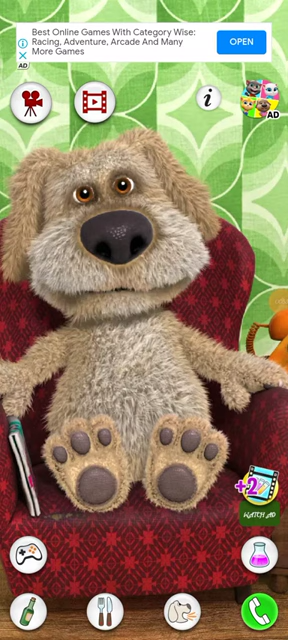 Best Online Games With Category Wise:
Racing, Adventure, Arcade And Many
More Games
OPEN
AD
i
AD
+2
WATCH AD